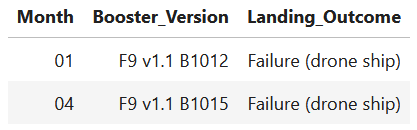 Month Booster_Version Landing_Outcome
01 F9 v1.1 B1012 Failure (drone ship)
04 F9 v1.1 B1015 Failure (drone ship)